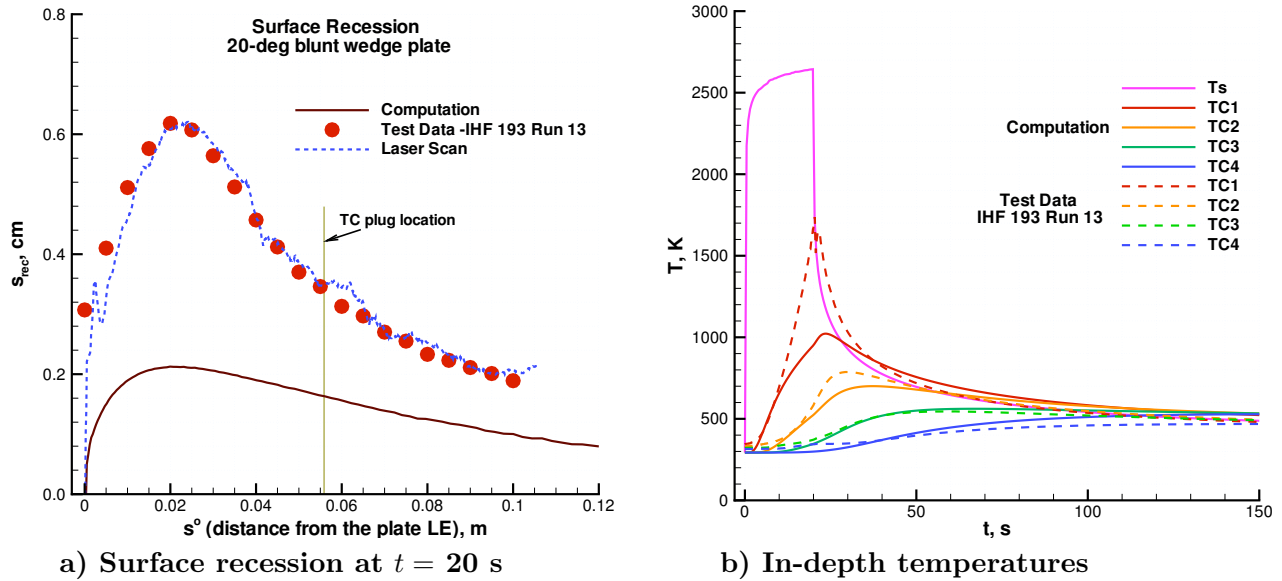 0.8
Surface Recession
20-deg blunt wedge plate
Computation
Test Data -IHF 193 Run 13
Laser Scan
0.6
TC plug location
s_rec, cm
0.4
0.2
0.0
0 0.02 0.04 0.06 0.08 0.1 0.12
s° (distance from the plate LE), m
a) Surface recession at t = 20 s
3000
2500
2000
1500
1000
500
0
T, K
Computation
Ts
TC1
TC2
TC3
TC4
Test Data
IHF 193 Run 13
TC1
TC2
TC3
TC4
0 50 100 150
t, s
b) In-depth temperatures